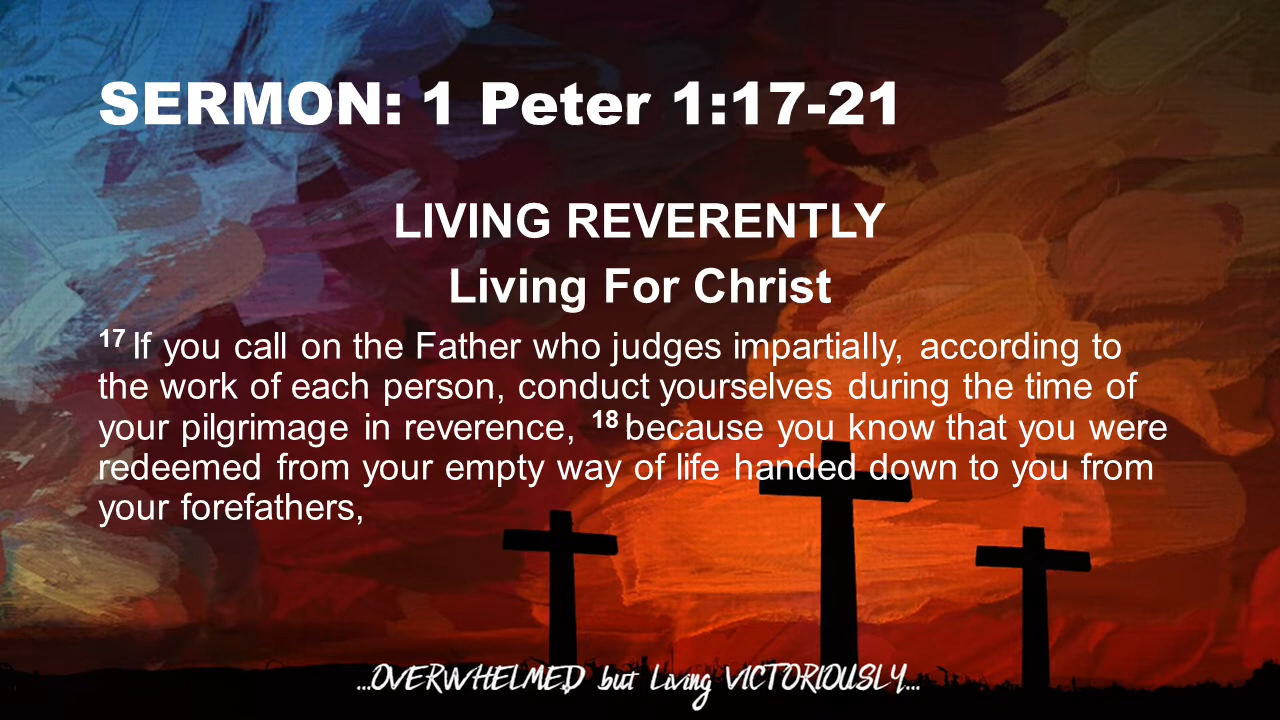 SERMON: 1 Peter 1:17-21
LIVING REVERENTLY
Living For Christ
17 If you call on the Father who judges impartially, according to
the work of each person, conduct yourselves during the time of
your pilgrimage in reverence, 18 because you know that you were
redeemed from your empty way of life handed down to you from
your forefathers,
...OVERWHELMED but Living VICTORIOUSLY...